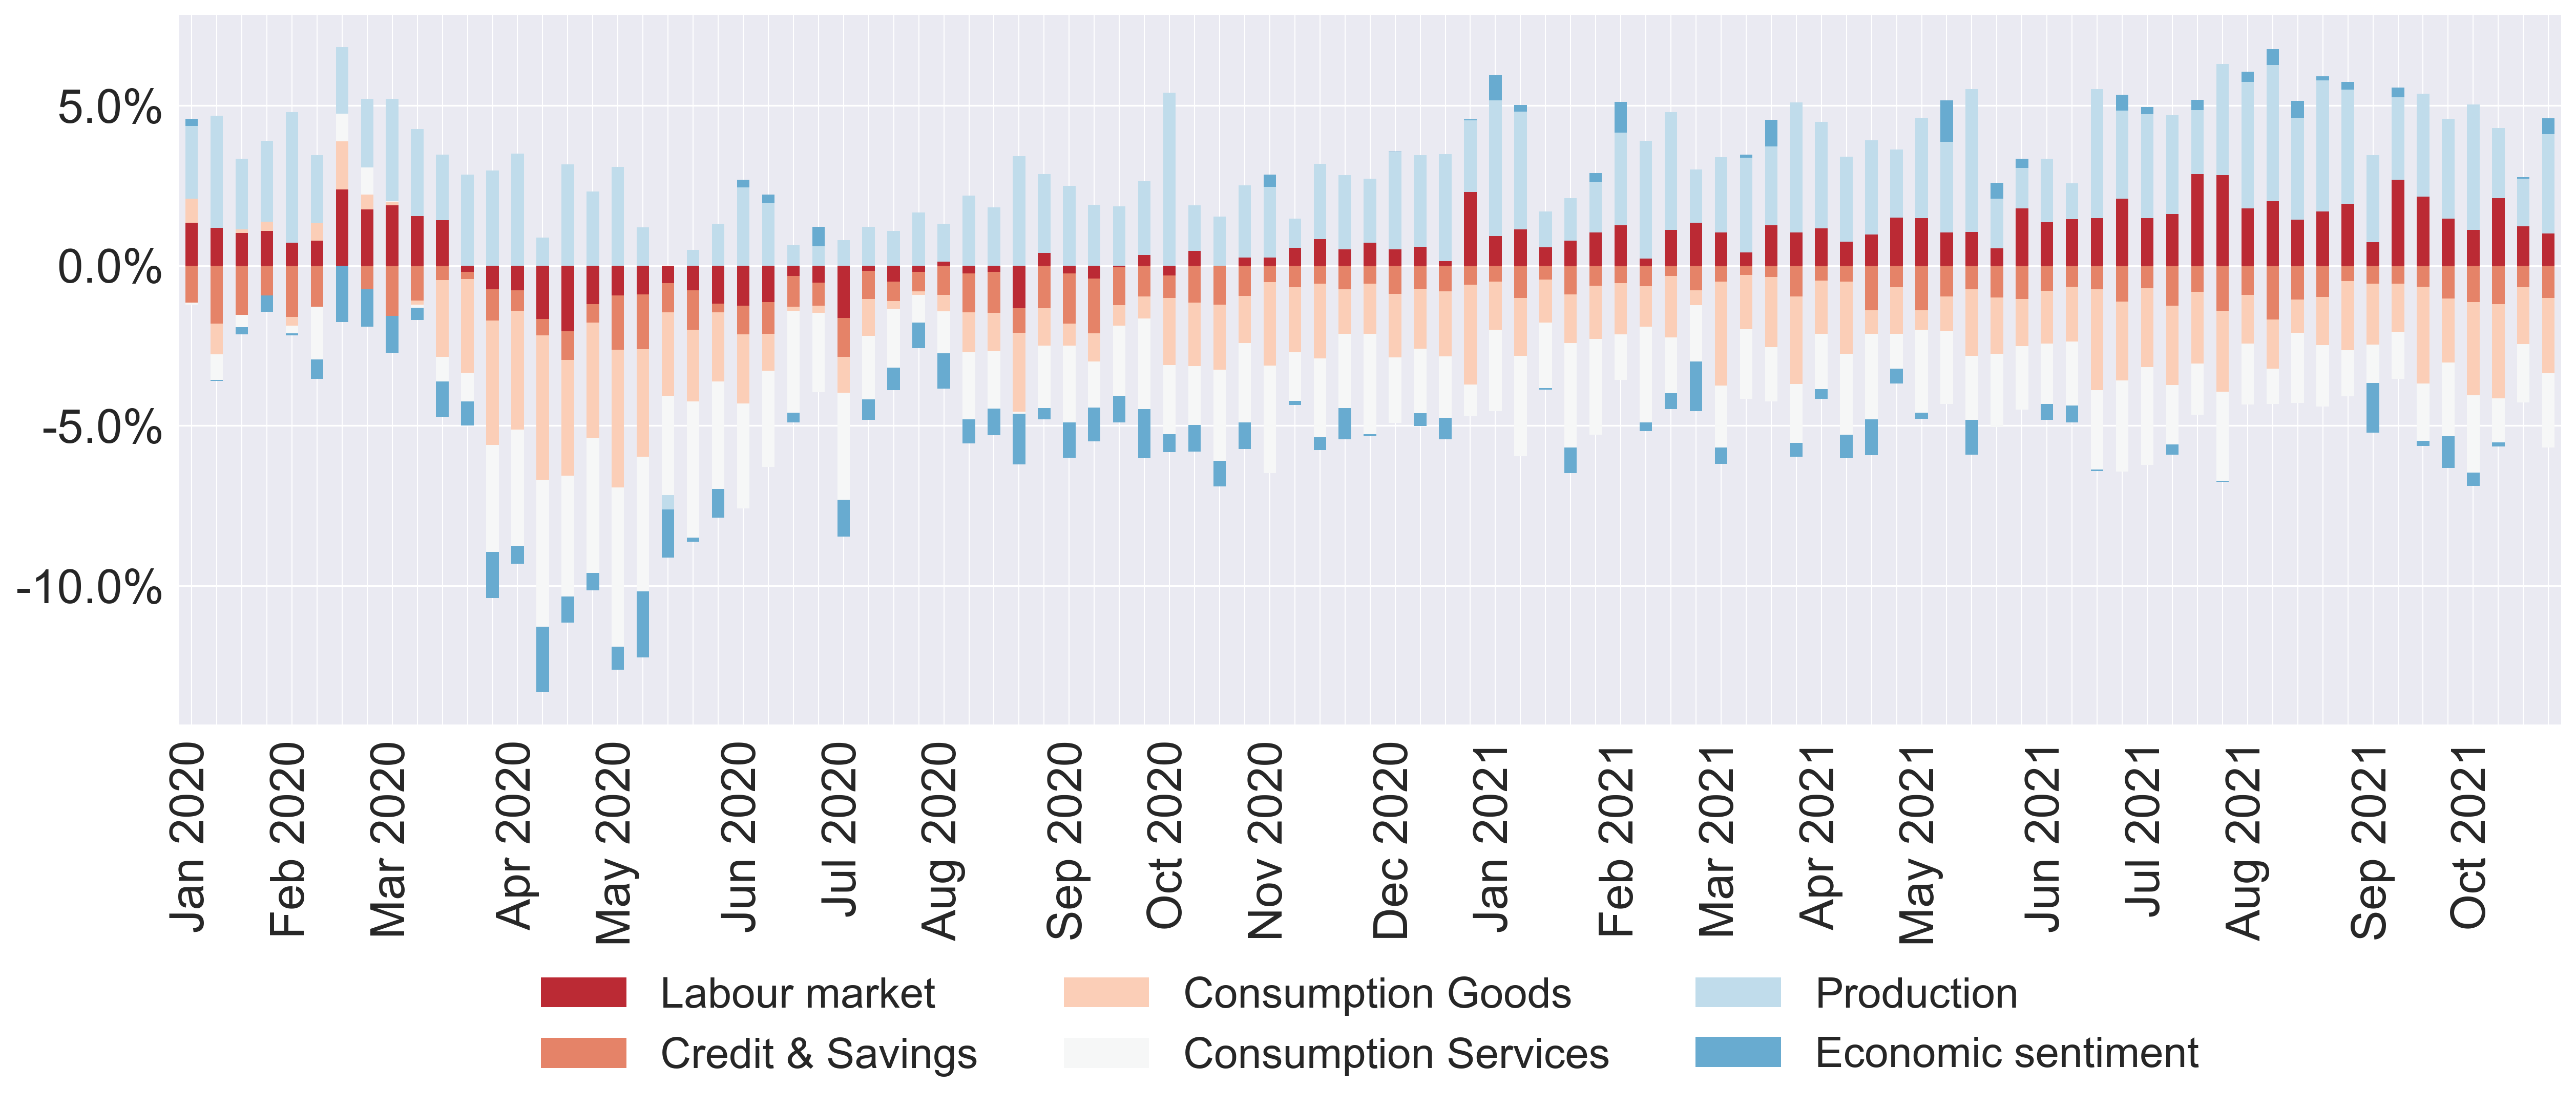 5.0%
0.0%
-5.0%
-10.0%
Jan 2020
Feb 2020
Mar 2020
Apr 2020
May 2020
Jun 2020
Jul 2020
Aug 2020
Sep 2020
Oct 2020
Nov 2020
Dec 2020
Jan 2021
Feb 2021
Mar 2021
Apr 2021
May 2021
Jun 2021
Jul 2021
Aug 2021
Sep 2021
Oct 2021
Labour market
Consumption Goods
Production
Credit & Savings
Consumption Services
Economic sentiment